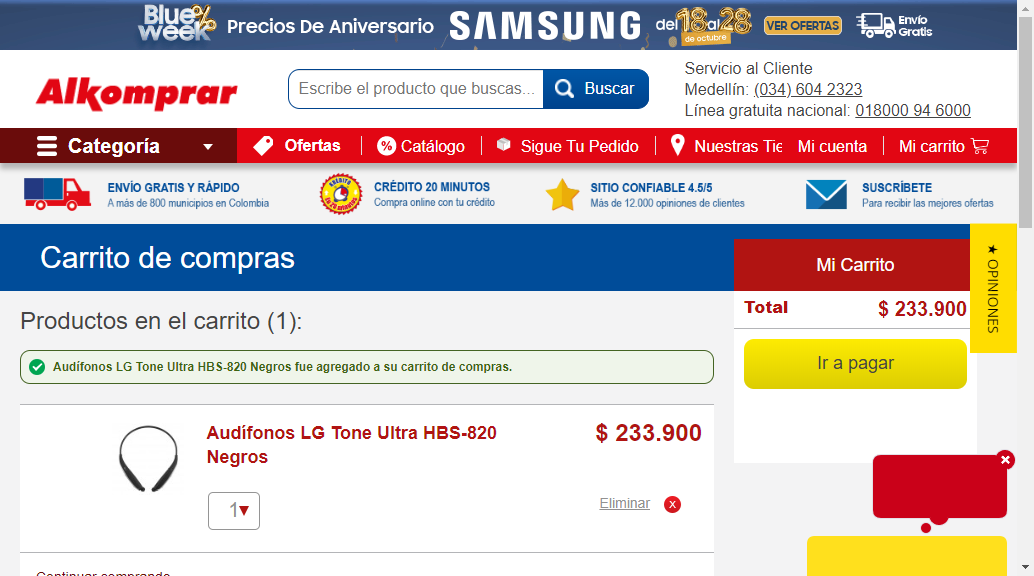 Blue Week %
Precios De Aniversario
SAMSUNG
del 18 al 28
de octubre
VER OFERTAS
Envío
Gratis
Alkomprar
Escribe el producto que buscas...
Buscar
Servicio al Cliente
Medellín: (034) 604 2323
Línea gratuita nacional: 018000 94 6000
Categoría
Ofertas
% Catálogo
Sigue Tu Pedido
Nuestras Tie
Mi cuenta
Mi carrito
ENVÍO GRATIS Y RÁPIDO
A más de 800 municipios en Colombia
CRÉDITO 20 MINUTOS
Compra online con tu crédito
SITIO CONFIABLE 4.5/5
Más de 12.000 opiniones de clientes
SUSCRÍBETE
Para recibir las mejores ofertas
Carrito de compras
Mi Carrito
★ OPINIONES
Total
$ 233.900
Ir a pagar
Productos en el carrito (1):
Audífonos LG Tone Ultra HBS-820 Negros fue agregado a su carrito de compras.
Audífonos LG Tone Ultra HBS-820
Negros
$ 233.900
1
Eliminar
x
Continuar comprando